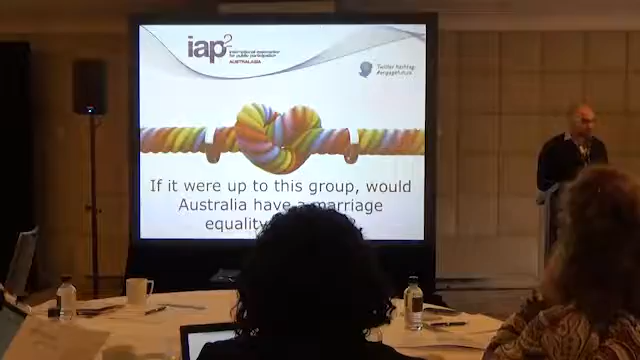 iap2
international association
for public participation
AUSTRALASIA
Twitter hashtag:
#engagefuture
If it were up to this group, would
Australia have a marriage
equality